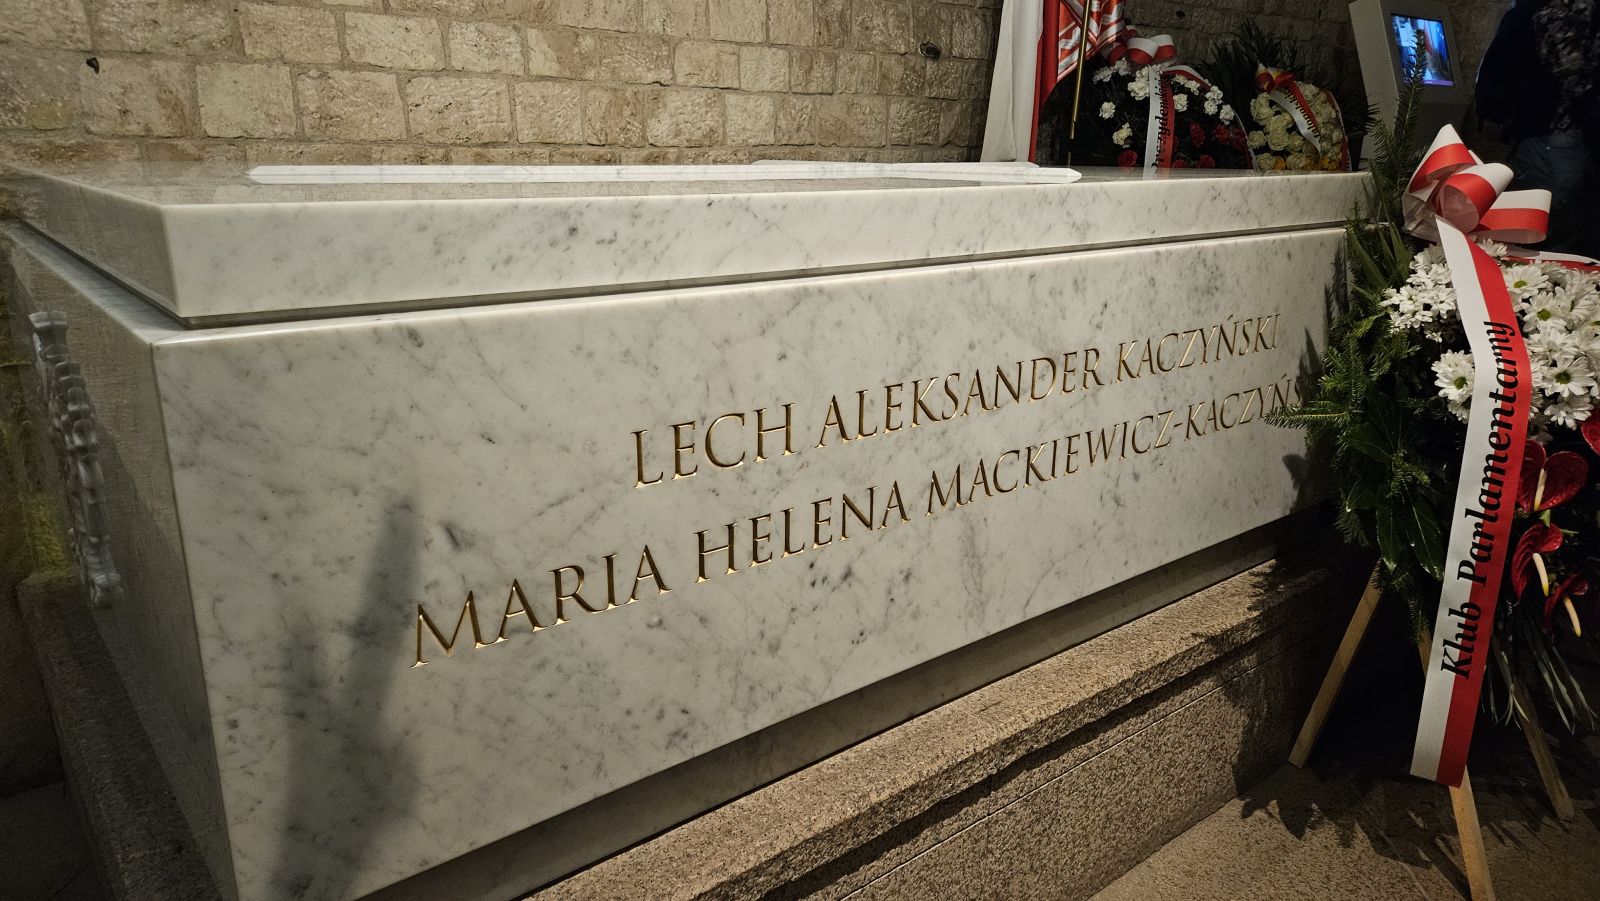 LECH ALEKSANDER KACZYŃSKI
MARIA HELENA MACKIEWICZ-KACZYŃS
Klub Parlamentarny